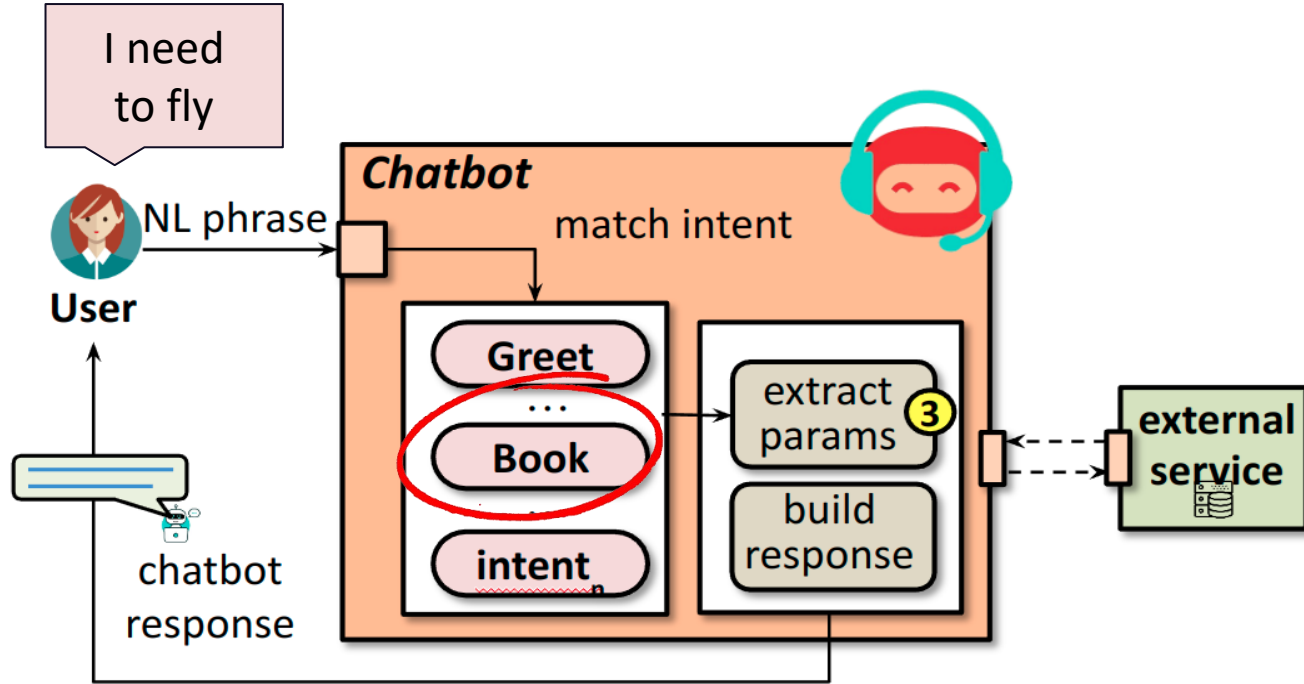 I need
to fly
Chatbot
NL phrase
match intent
User
Greet
...
Book
intent
n
extract
params
3
build
response
external
service
chatbot
response